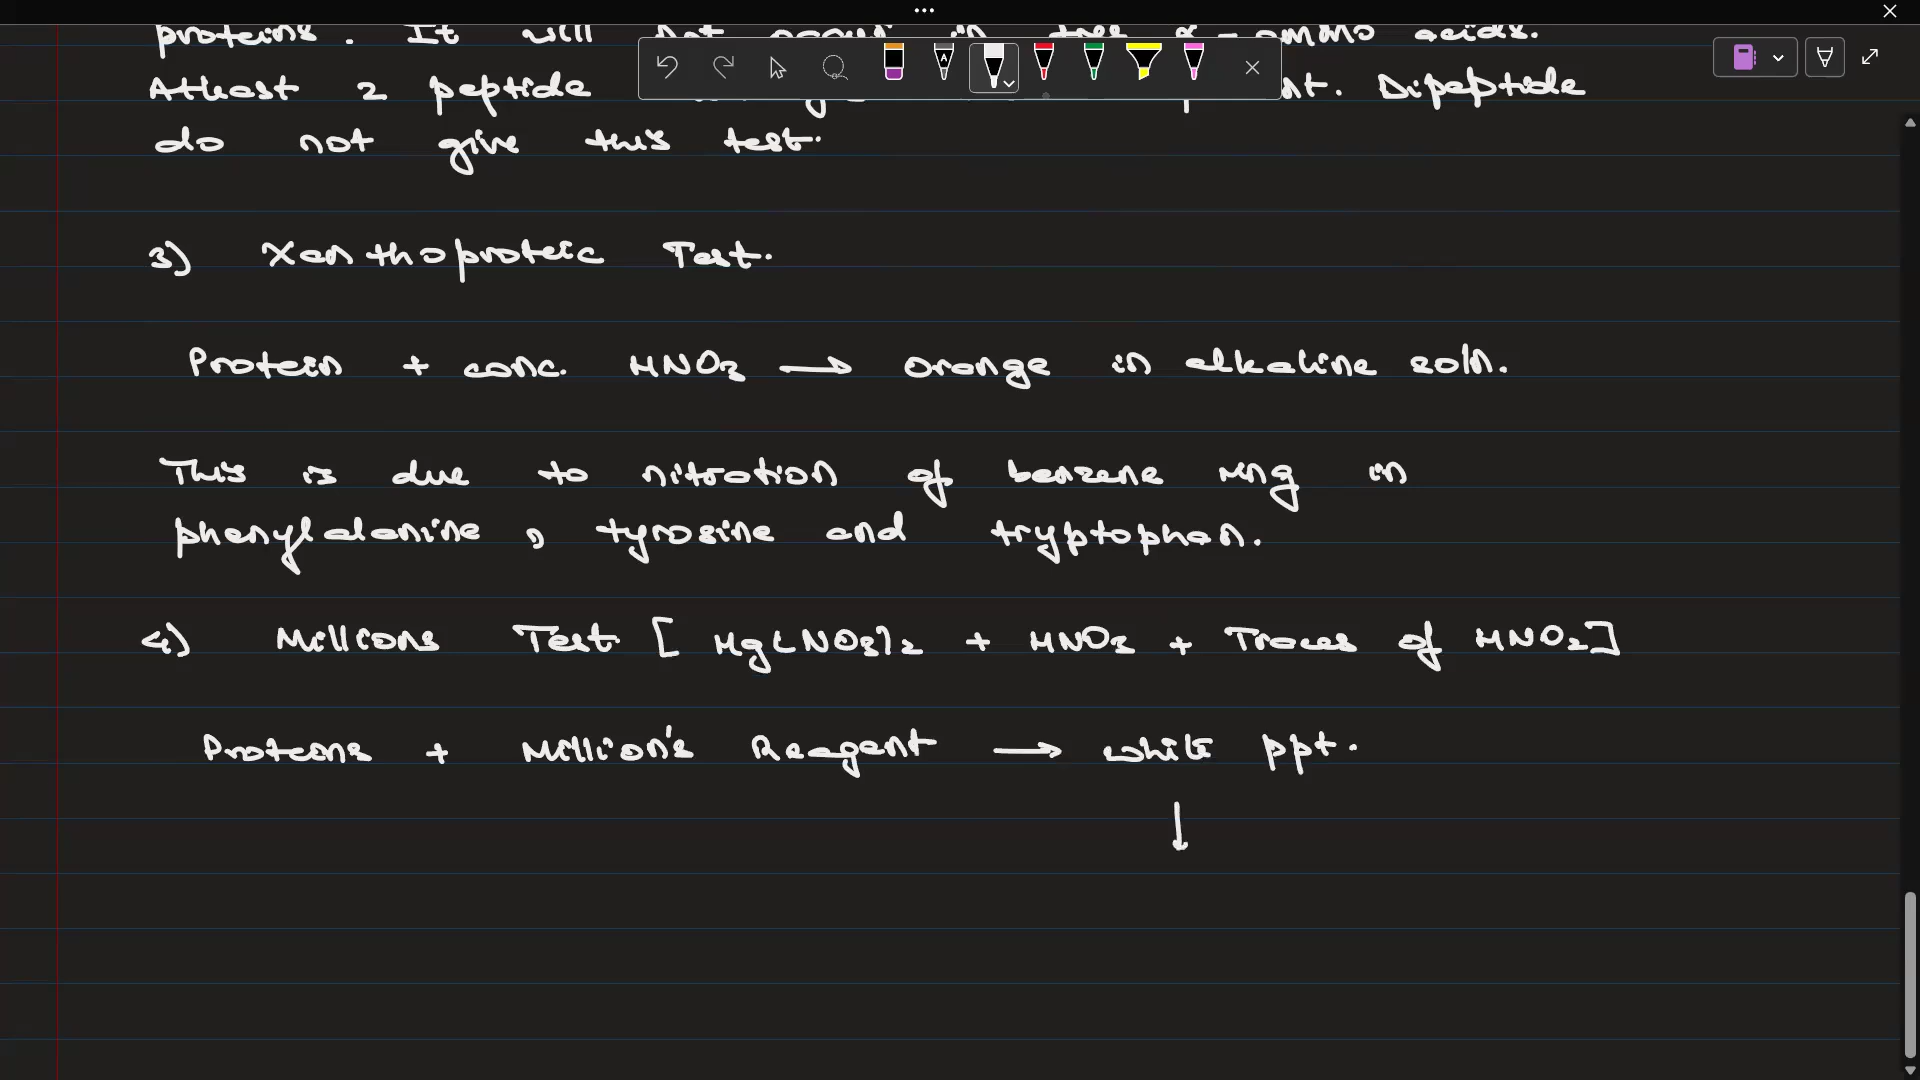 proteins. It will not occur in free α-amino acids.
Atleast 2 peptide nt. Dipeptide
do not give this test.
3) Xanthoproteic Test.
Protein + conc. HNO3 → orange in alkaline soln.
This is due to nitration of benzene ring in
phenylalanine, tyrosine and tryptophan.
4) Millions Test [Hg(NO3)2 + HNO3 + Traces of HNO2]
Proteins + Million's Reagent → white ppt.
↓